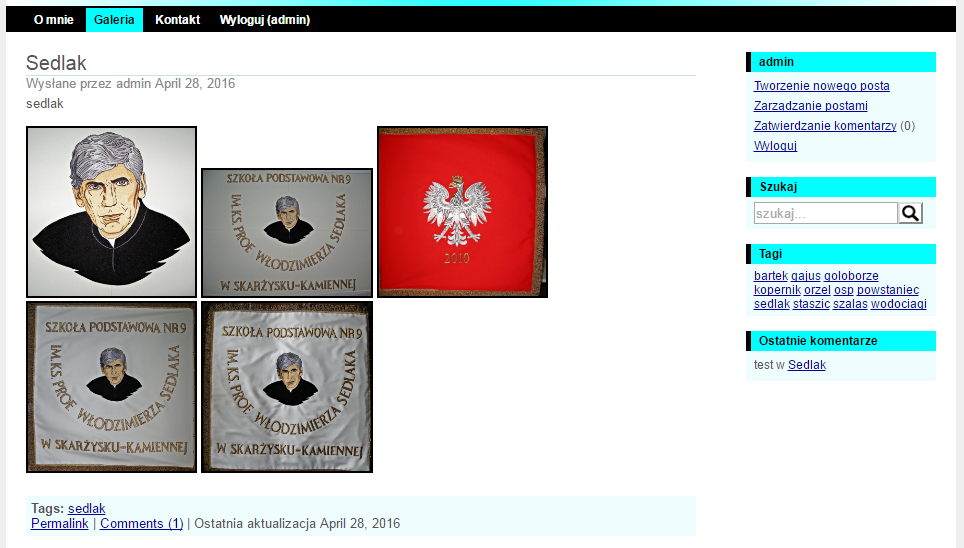 O mnie Galeria Kontakt Wyloguj (admin)
Sedlak
Wysłane przez admin April 28, 2016
sedlak
SZKOŁA PODSTAWOWA NR 9
IM. KS. PROF. WŁODZIMIERZA SEDLAKA
W SKARŻYSKU-KAMIENNEJ
2010
SZKOŁA PODSTAWOWA NR 9
IM. KS. PROF. WŁODZIMIERZA SEDLAKA
W SKARŻYSKU-KAMIENNEJ
SZKOŁA PODSTAWOWA NR 9
IM. KS. PROF. WŁODZIMIERZA SEDLAKA
W SKARŻYSKU-KAMIENNEJ
Tags: sedlak
Permalink | Comments (1) | Ostatnia aktualizacja April 28, 2016
admin
Tworzenie nowego posta
Zarządzanie postami
Zatwierdzanie komentarzy (0)
Wyloguj
Szukaj
szukaj...
Tagi
bartek gajus goloborze
kopernik orzel osp powstaniec
sedlak staszic szalas wodociagi
Ostatnie komentarze
test w Sedlak